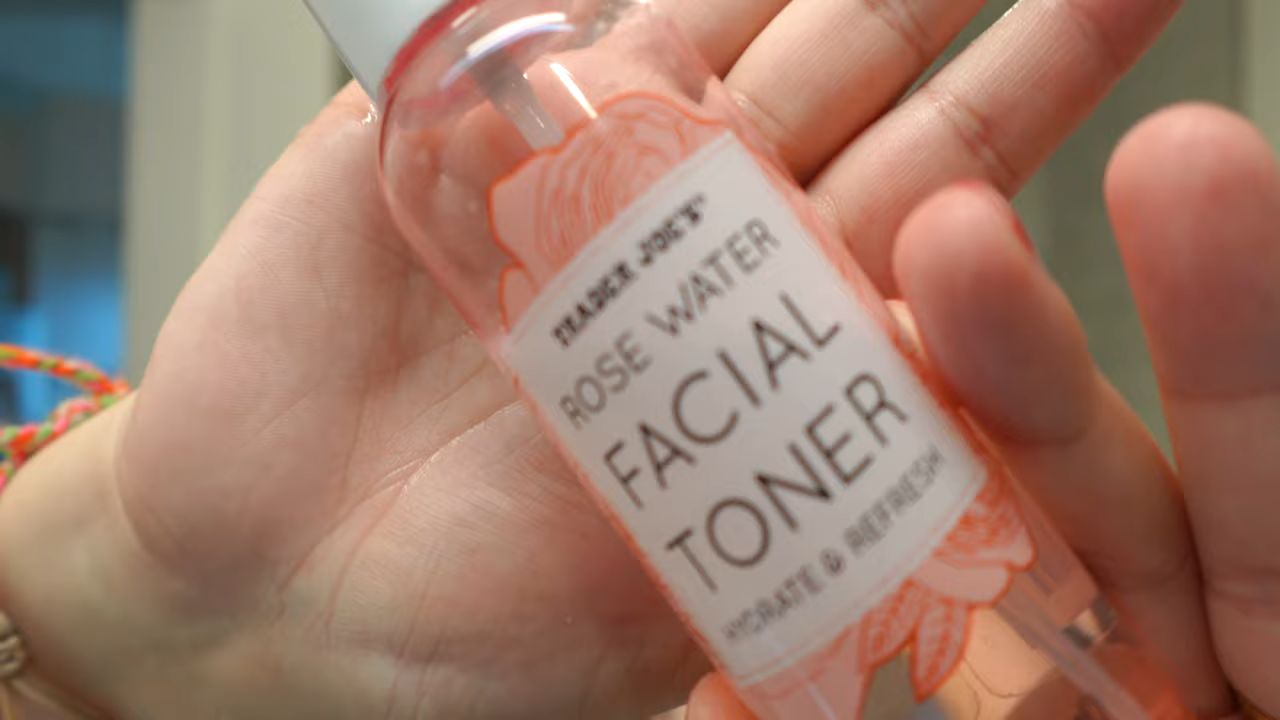 TRADER JOE'S®
ROSE WATER
FACIAL
TONER
HYDRATE & REFRESH